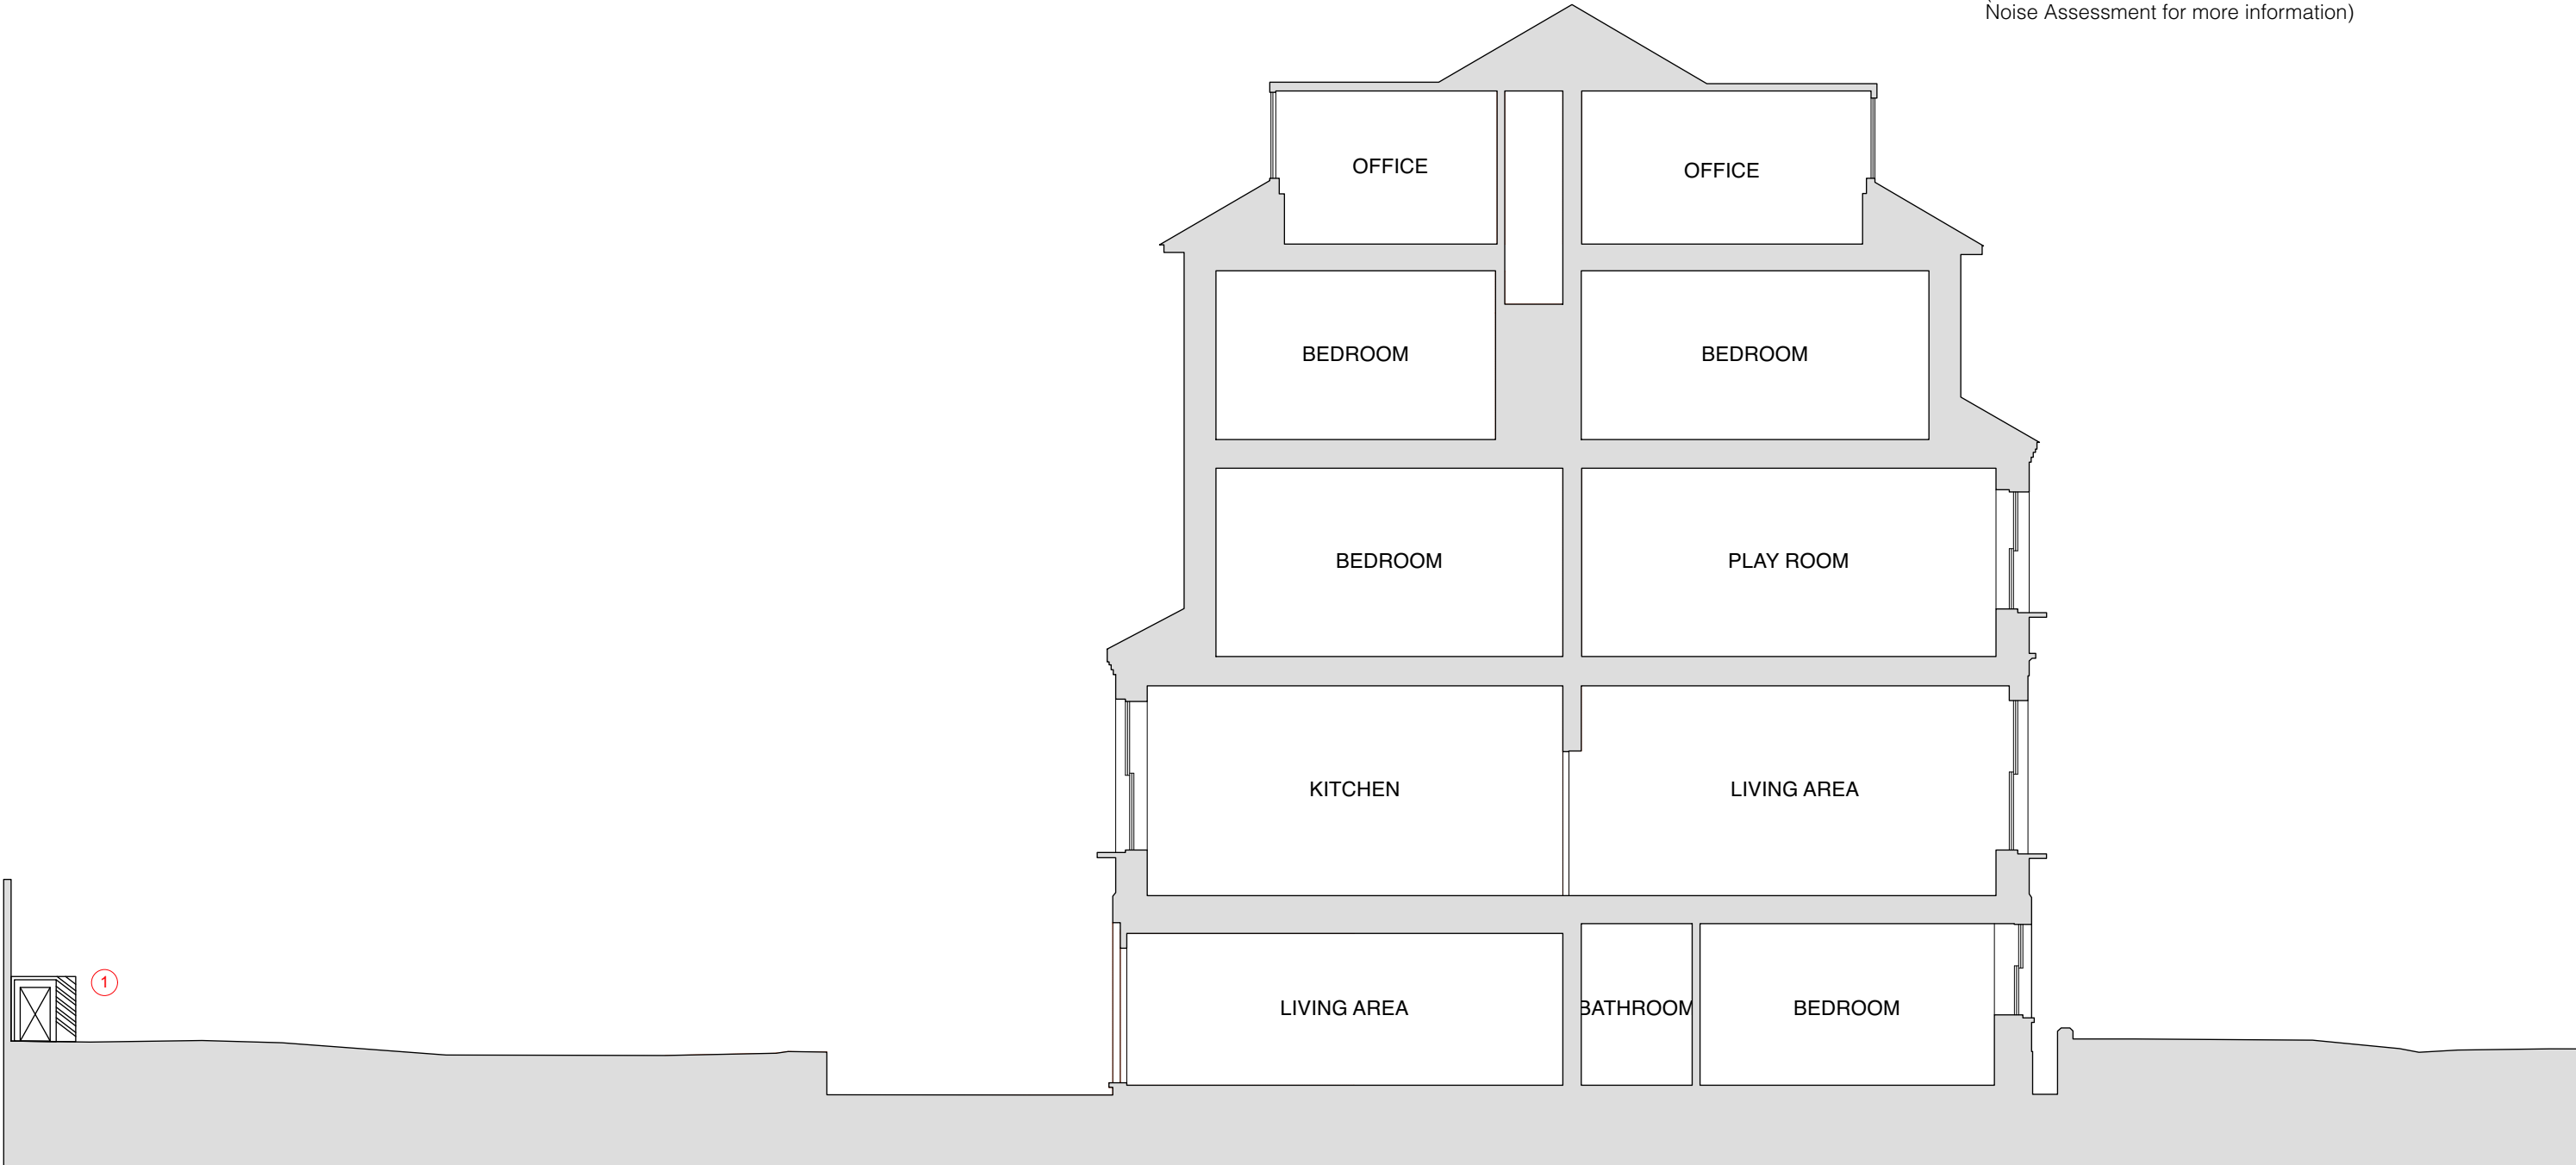 Noise Assessment for more information)
OFFICE
OFFICE
BEDROOM
BEDROOM
BEDROOM
PLAY ROOM
KITCHEN
LIVING AREA
1
LIVING AREA
BATHROOM
BEDROOM